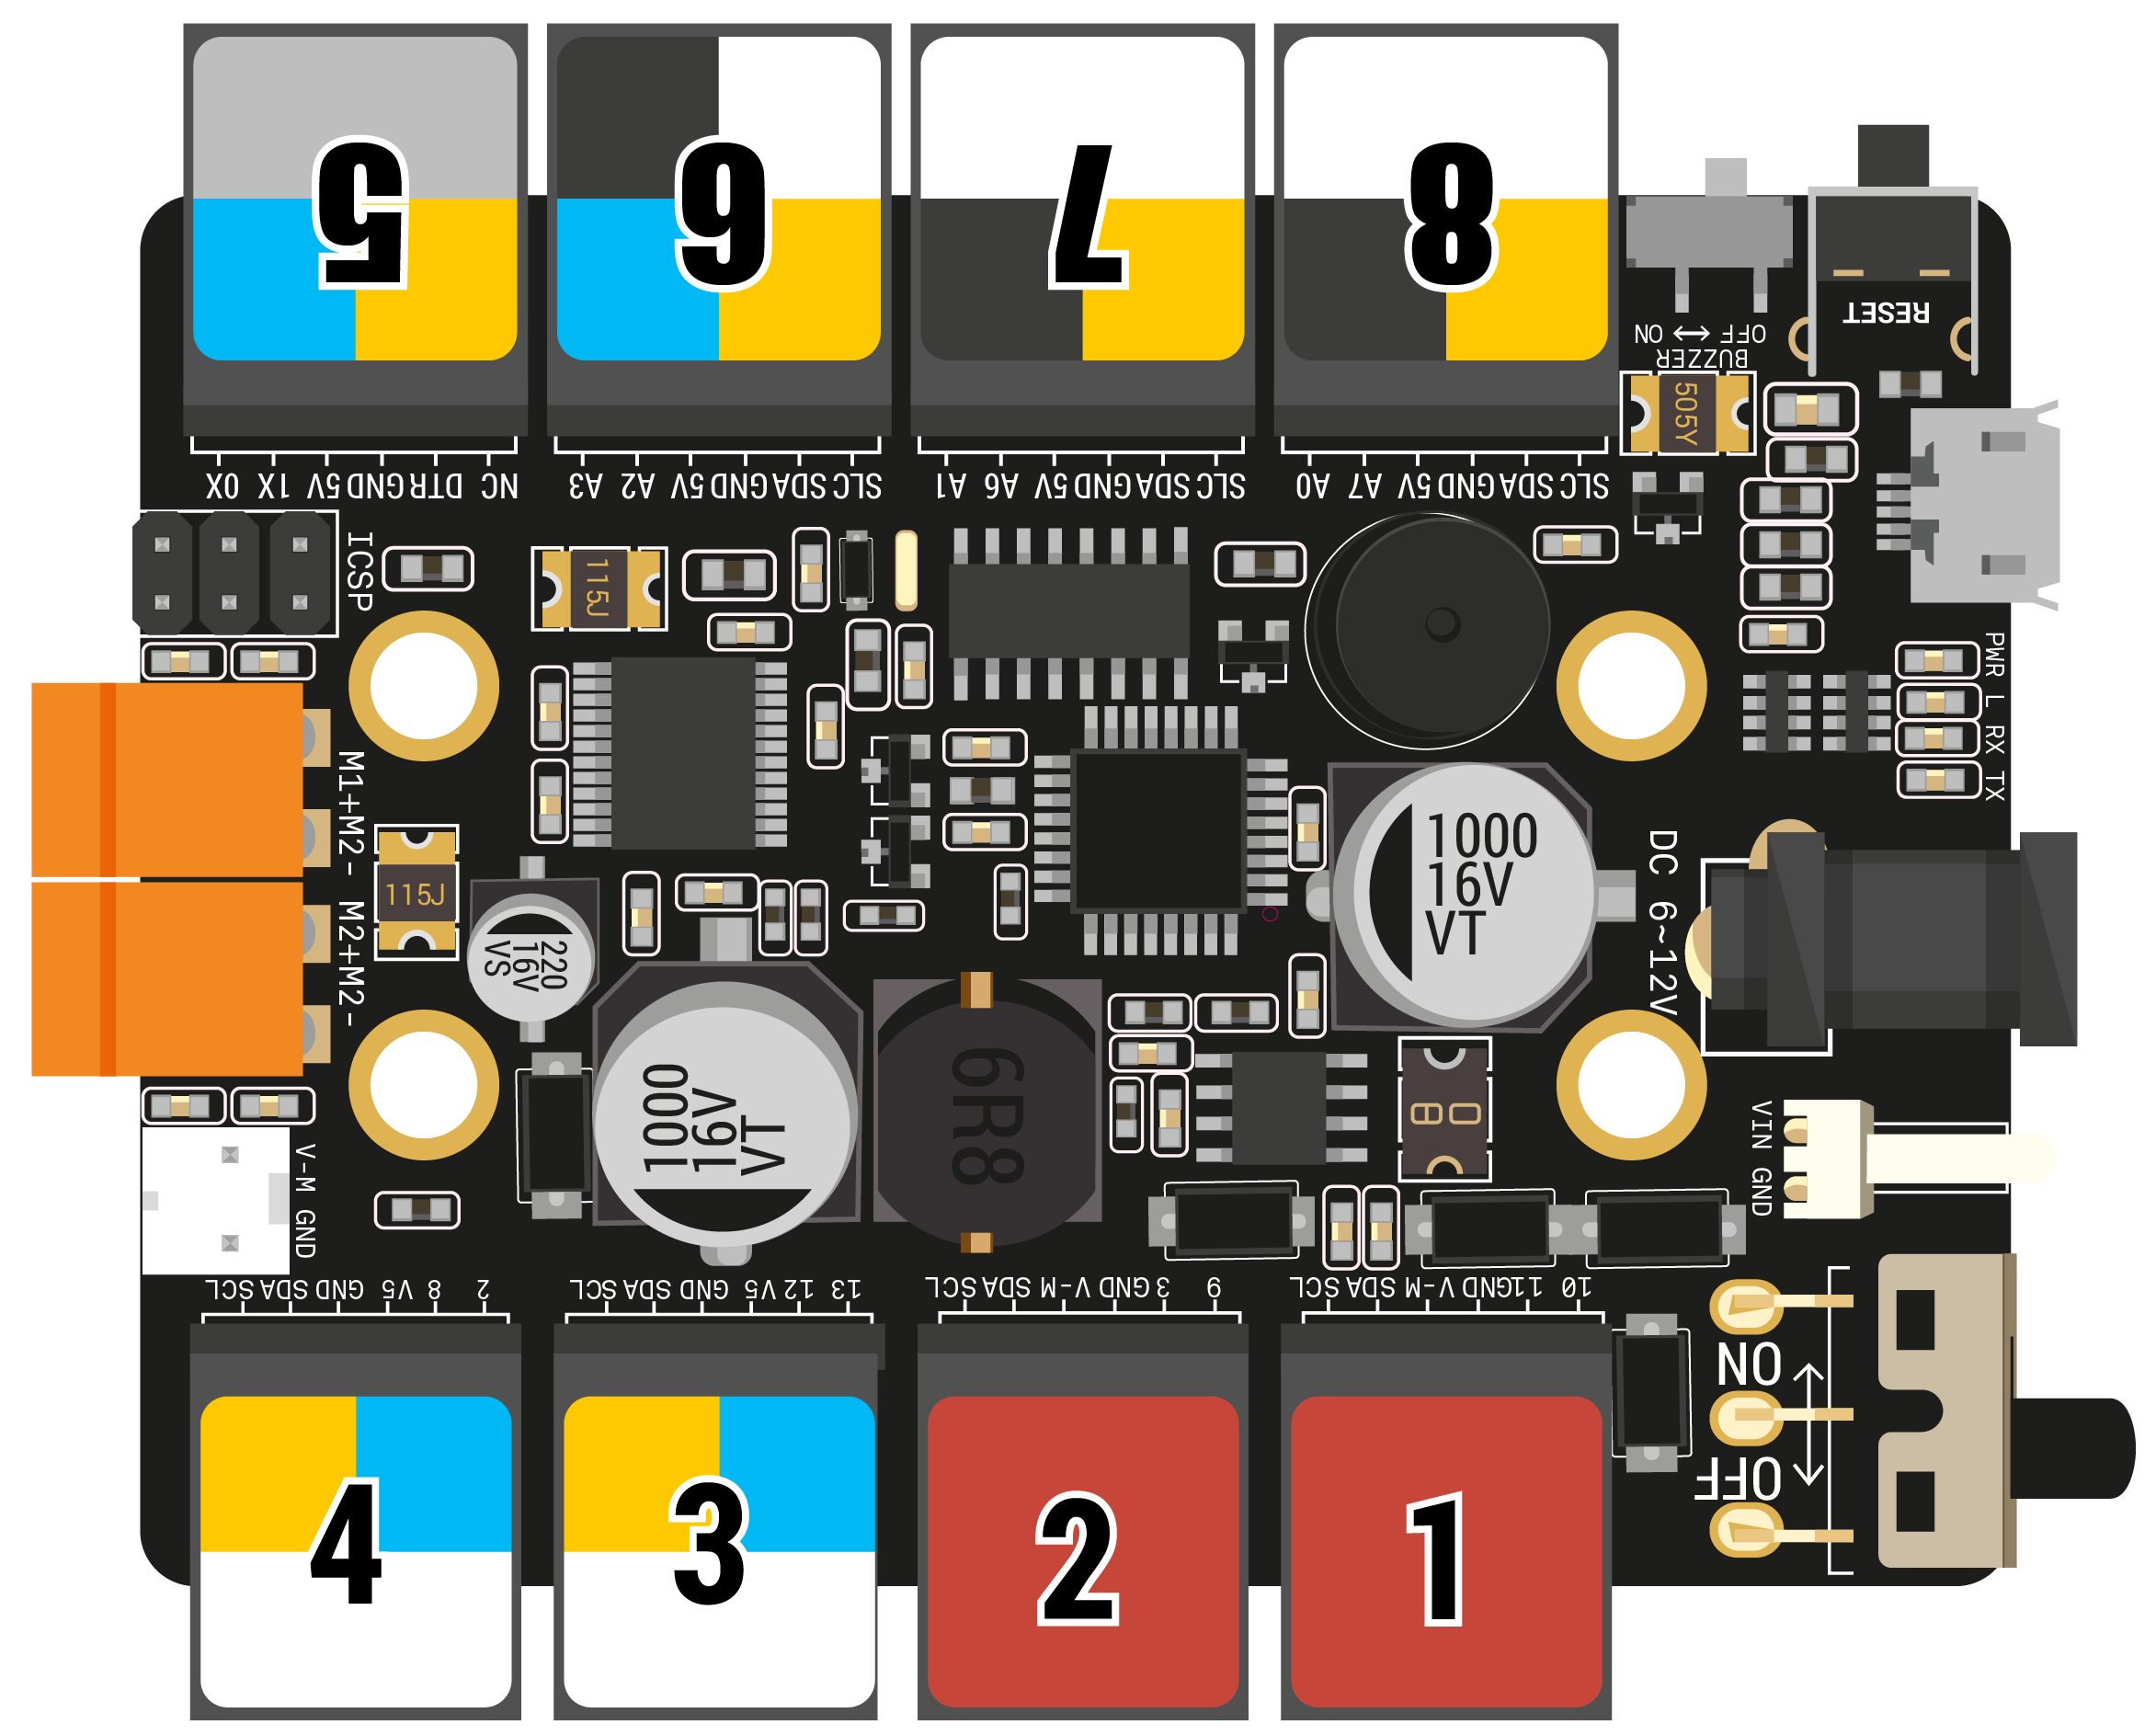 5
6
7
8
0X 1X 5V GND DTR NC
A3 A2 5V GND SDA SLC
A1 A6 5V GND SDA SLC
A0 A7 5V GND SDA SLC
RESET
ON ↔ OFF
BUZZER
505Y
ICSP
115J
PWR
L
RX
TX
M1+M2-
M2+M2-
115J
220
16V
VS
1000
16V
VT
1000
16V
VT
6R8
DC 6~12V
VIN GND
V-M GND
SCL SDA GND V5 8 2
SCL SDA GND V5 12 13
SCL SDA V-M GND 3 9
SCL SDA V-M GND 11 10
ON
OFF
4
3
2
1